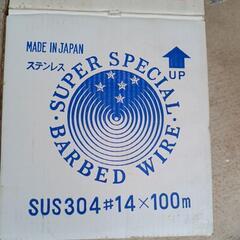 MADE IN JAPAN
ステンレス
UP
・SUPER SPECIAL・
BARBED WIRE
SUS304#14×100m